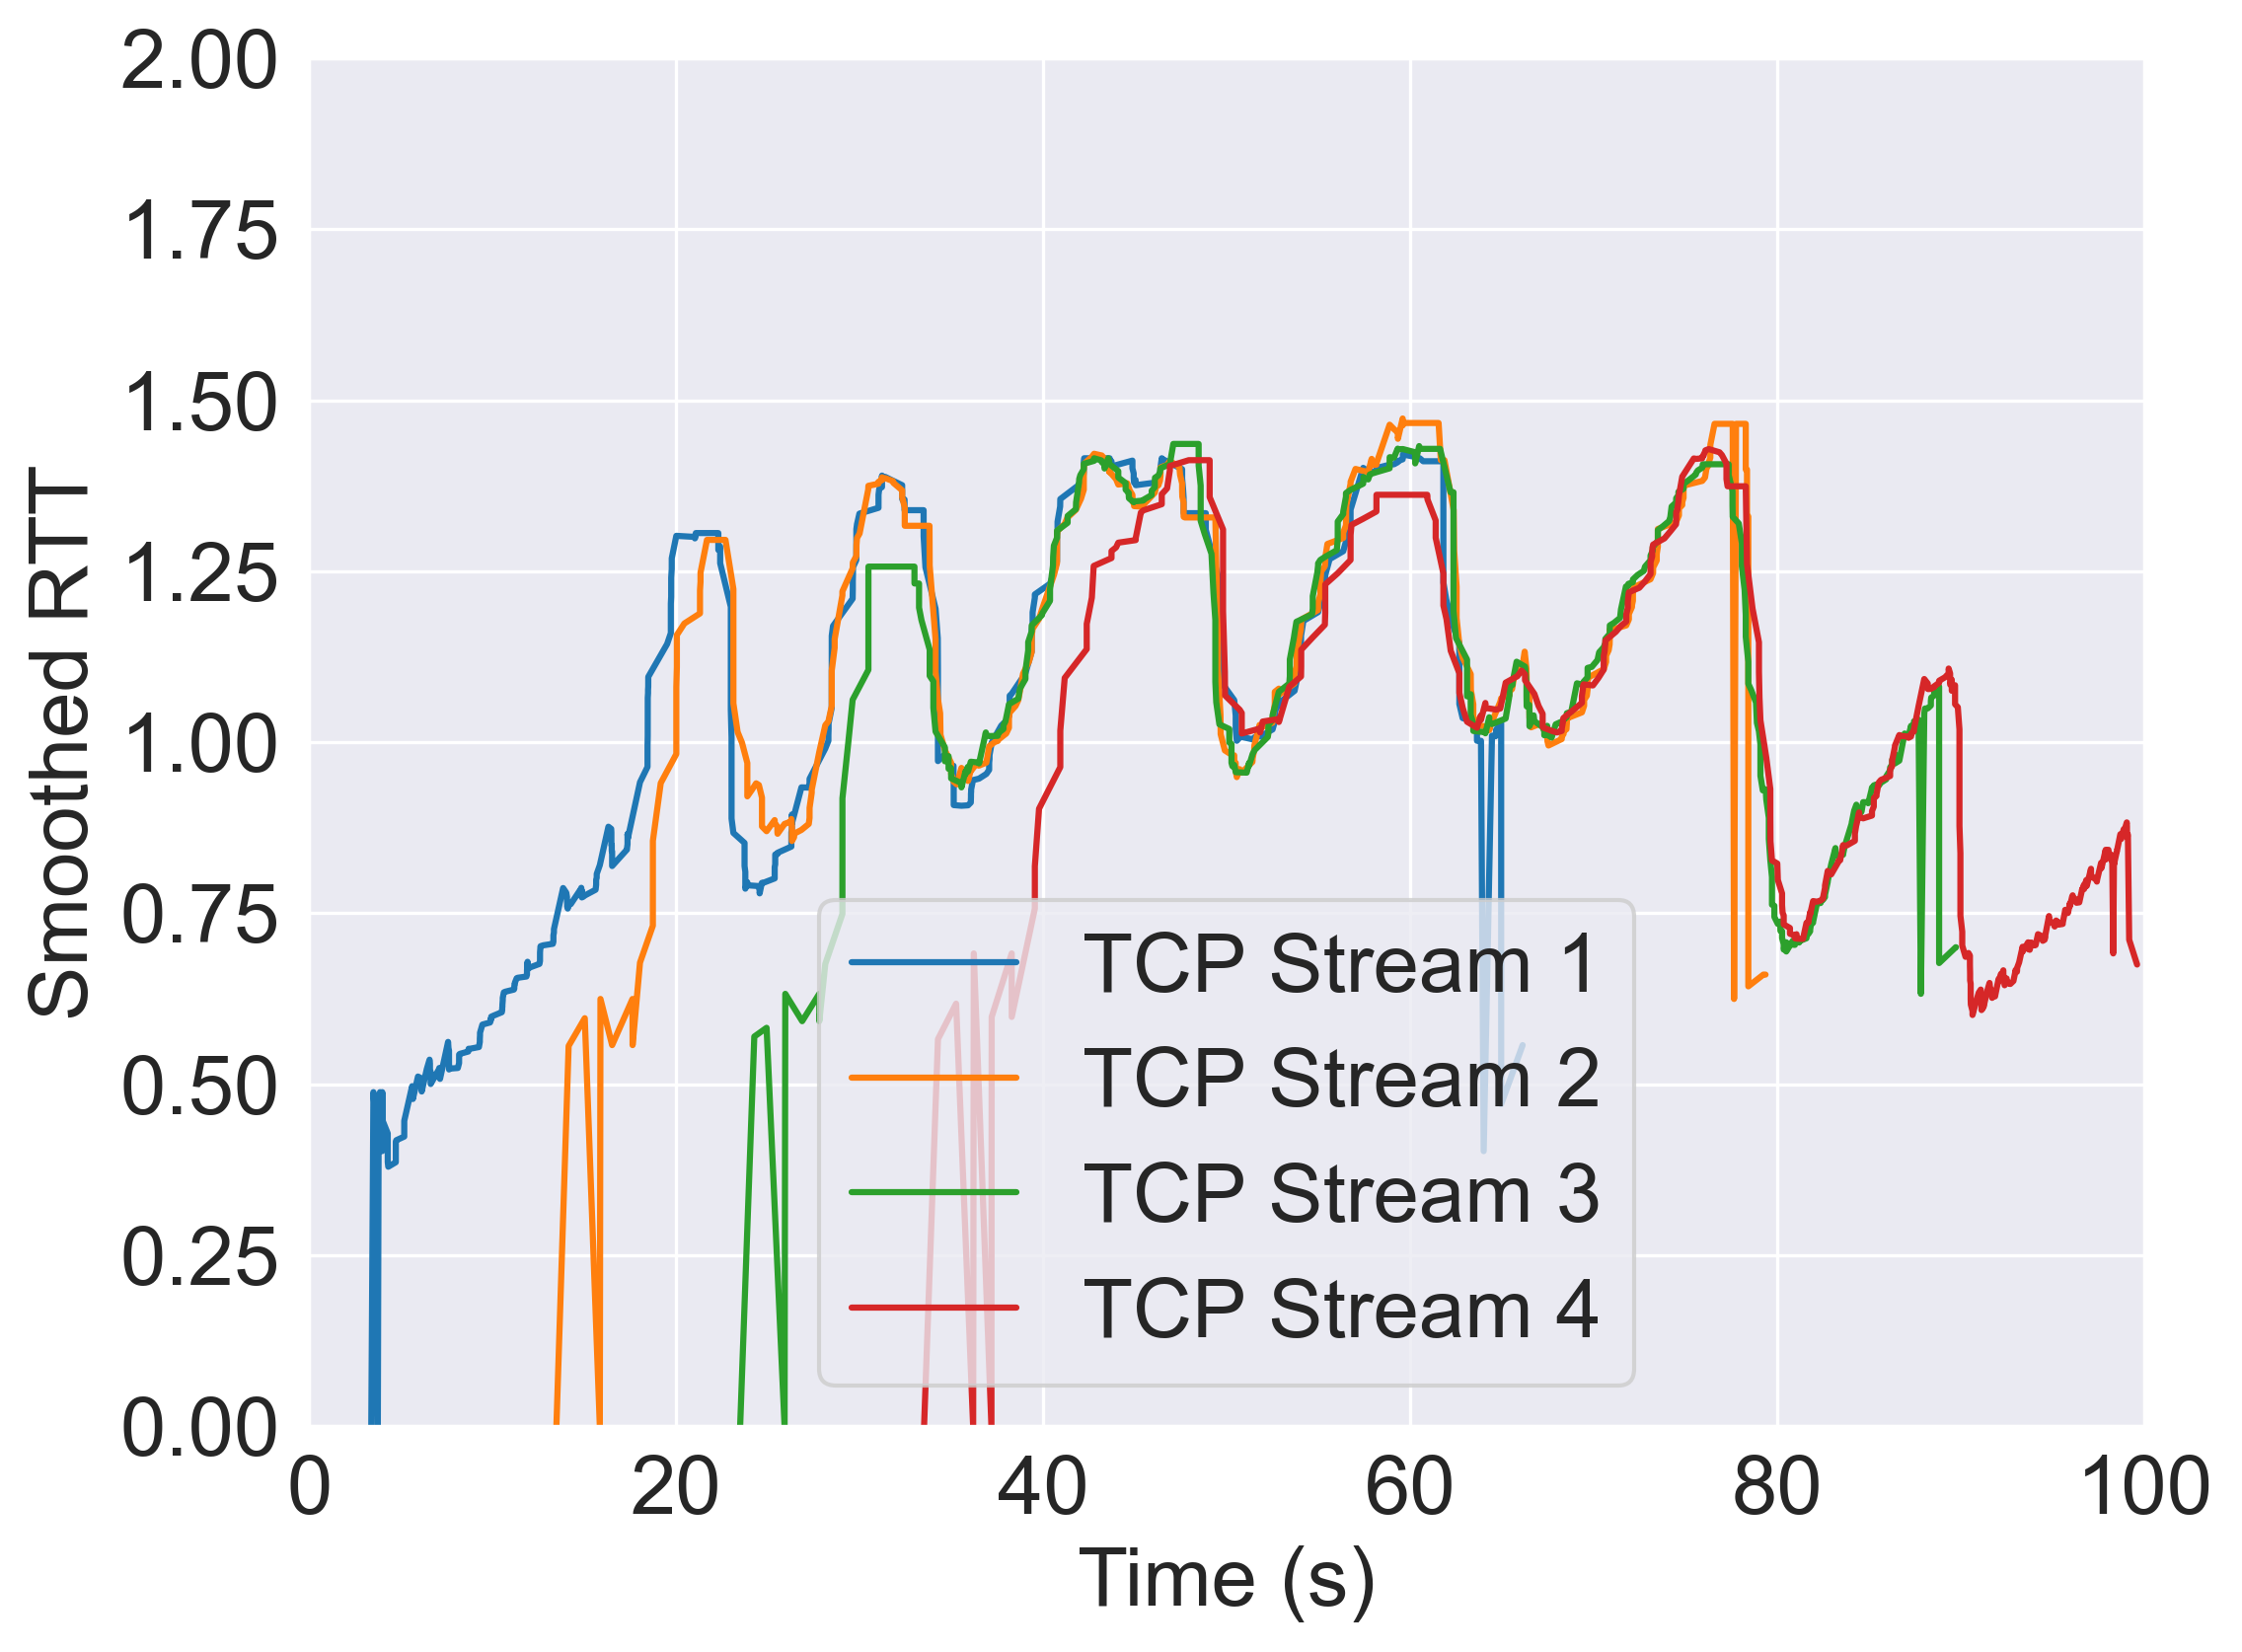 2.00
1.75
1.50
1.25
1.00
0.75
0.50
0.25
0.00
Smoothed RTT
TCP Stream 1
TCP Stream 2
TCP Stream 3
TCP Stream 4
0 20 40 60 80 100
Time (s)